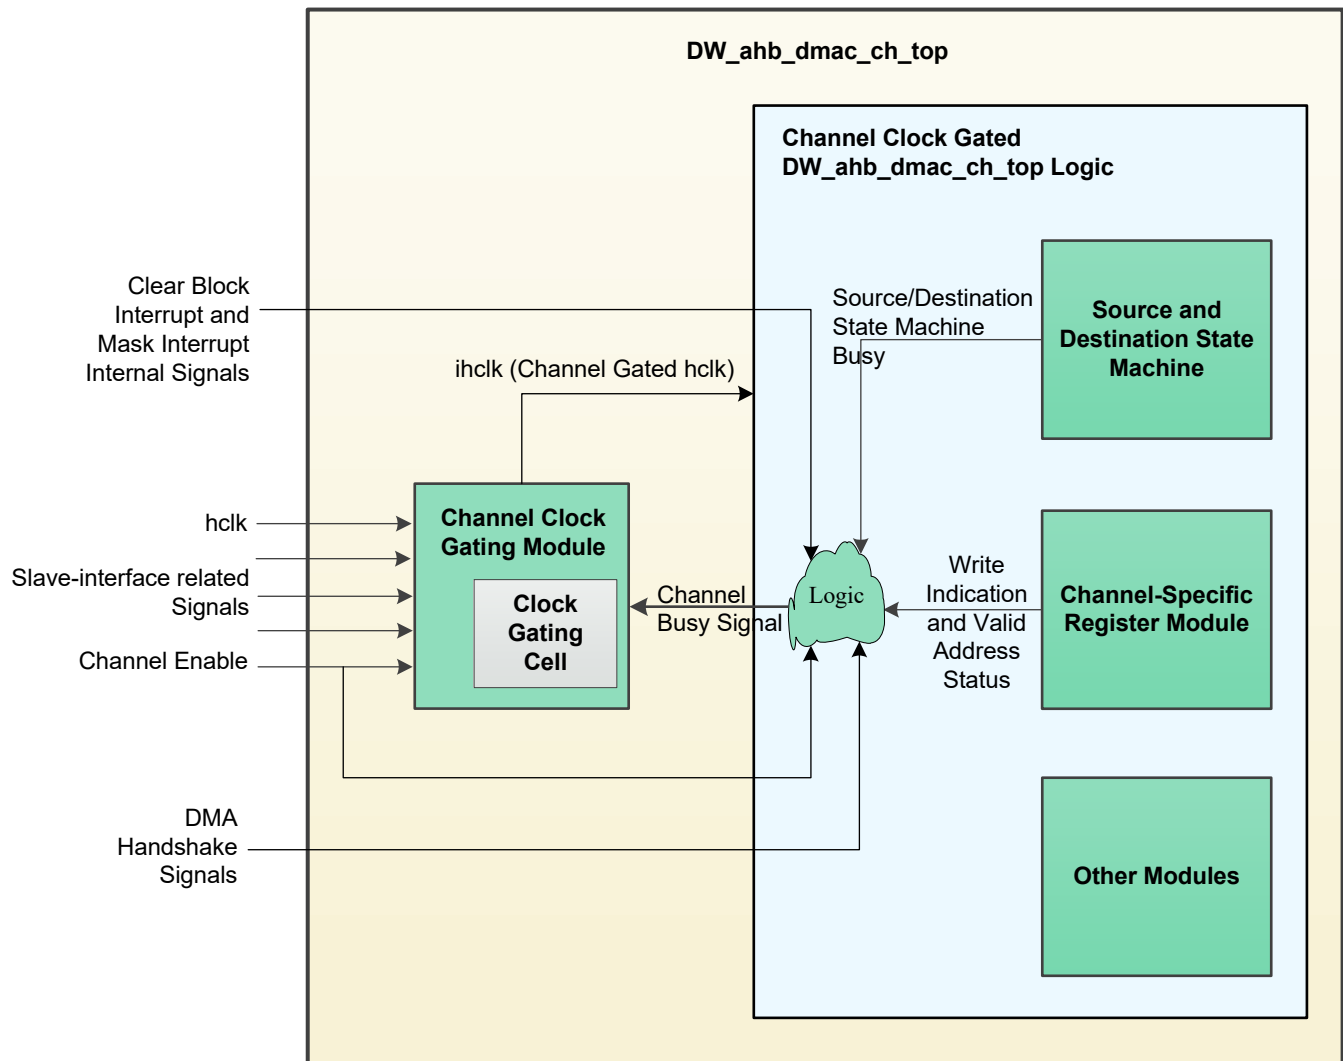 DW_ahb_dmac_ch_top
Channel Clock Gated
DW_ahb_dmac_ch_top Logic
Clear Block
Interrupt and
Mask Interrupt
Internal Signals
Source/Destination
State Machine
Busy
Source and
Destination State
Machine
ihclk (Channel Gated hclk)
hclk
Slave-interface related
Signals
Channel Enable
Channel Clock
Gating Module
Clock
Gating
Cell
Channel
Busy Signal
Logic
Write
Indication
and Valid
Address
Status
Channel-Specific
Register Module
DMA
Handshake
Signals
Other Modules